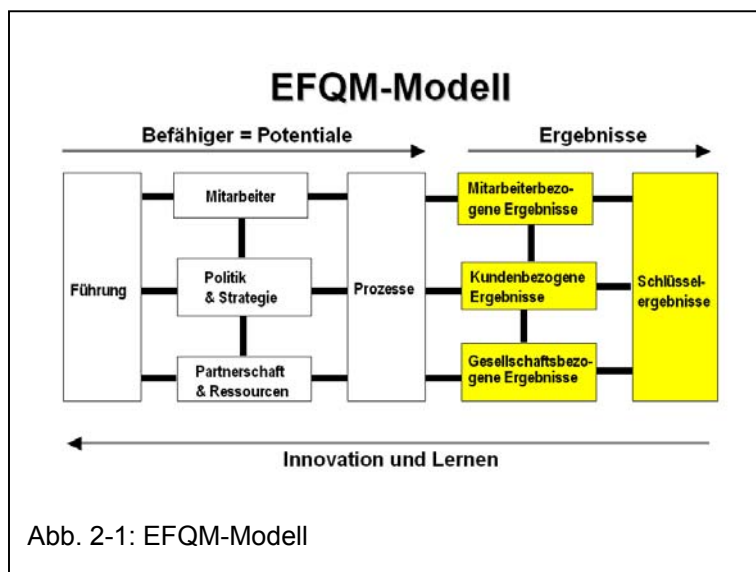 EFQM-Modell
Befähiger = Potentiale
Ergebnisse
Führung
Mitarbeiter
Politik
& Strategie
Partnerschaft
& Ressourcen
Prozesse
Mitarbeiterbezo-
gene Ergebnisse
Kundenbezogene
Ergebnisse
Gesellschaftsbezo-
gene Ergebnisse
Schlüssel-
ergebnisse
Innovation und Lernen
Abb. 2-1: EFQM-Modell